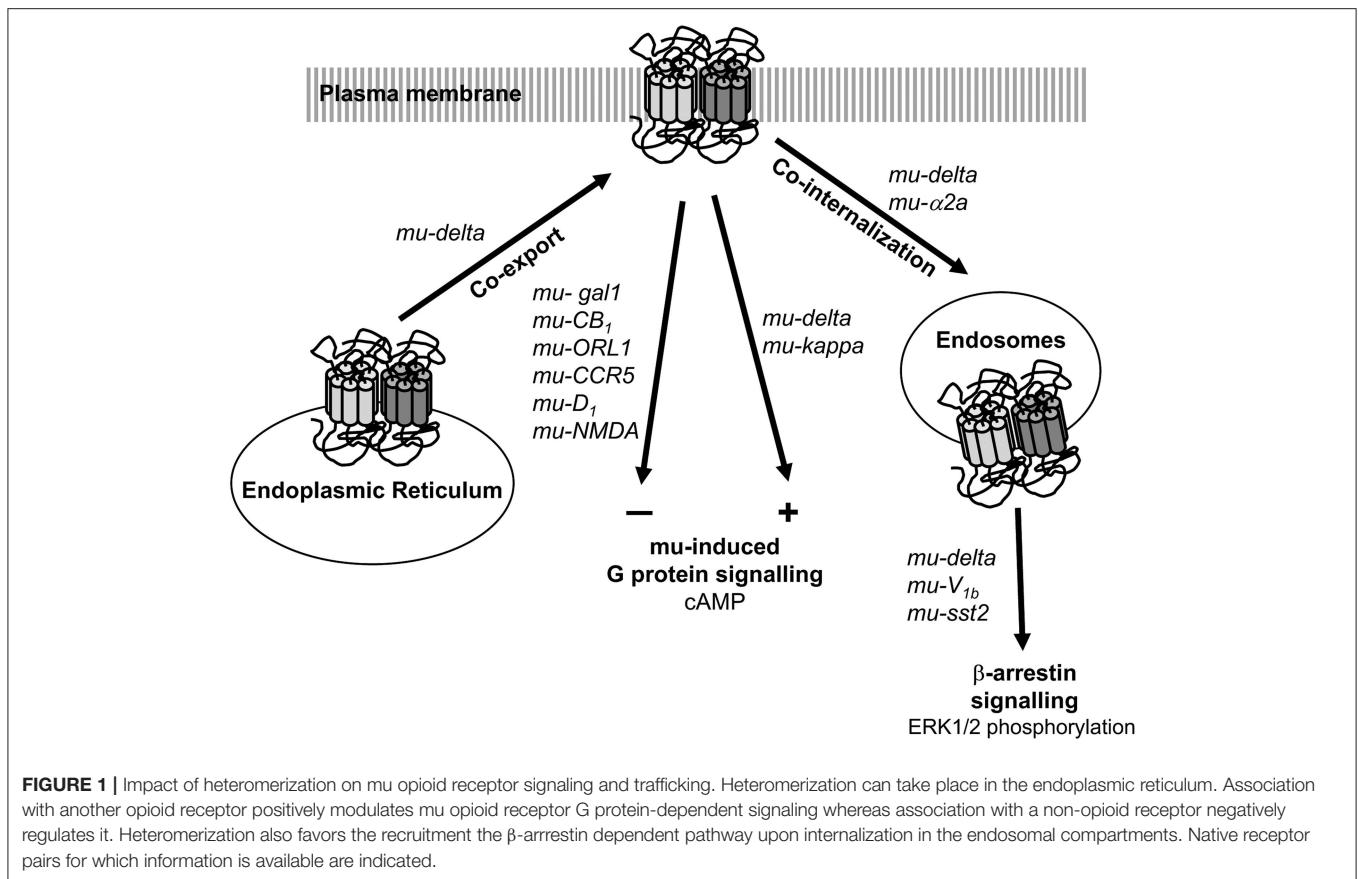 Plasma membrane
mu-delta
Co-export
Co-internalization
mu-delta
mu-α2a
mu- gal1
mu-CB₁
mu-ORL1
mu-CCR5
mu-D₁
mu-NMDA
mu-delta
mu-kappa
Endosomes
Endoplasmic Reticulum
— +
mu-induced
G protein signalling
cAMP
mu-delta
mu-V₁b
mu-sst2
β-arrestin
signalling
ERK1/2 phosphorylation
FIGURE 1 | Impact of heteromerization on mu opioid receptor signaling and trafficking. Heteromerization can take place in the endoplasmic reticulum. Association
with another opioid receptor positively modulates mu opioid receptor G protein-dependent signaling whereas association with a non-opioid receptor negatively
regulates it. Heteromerization also favors the recruitment the β-arrrestin dependent pathway upon internalization in the endosomal compartments. Native receptor
pairs for which information is available are indicated.